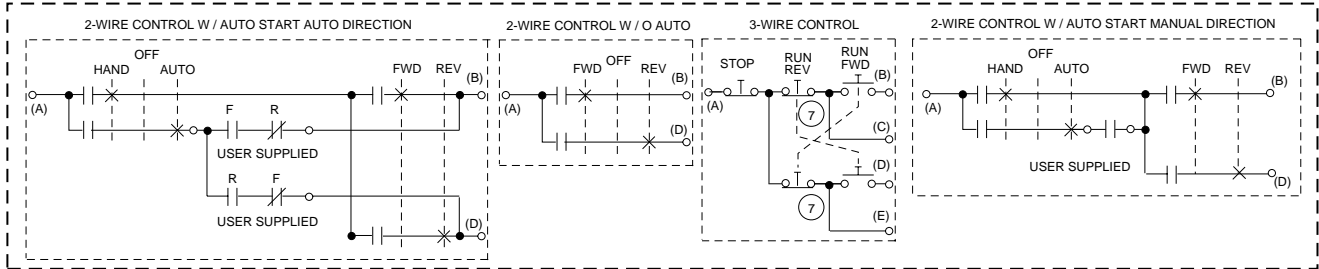 2-WIRE CONTROL W / AUTO START AUTO DIRECTION
OFF
HAND AUTO FWD REV
(B)
(A)
F R
USER SUPPLIED
R F
USER SUPPLIED
(D)
2-WIRE CONTROL W / O AUTO
FWD OFF REV
(B)
(A)
(D)
3-WIRE CONTROL
STOP RUN REV RUN FWD
(B)
(A)
7
(C)
(D)
7
(E)
2-WIRE CONTROL W / AUTO START MANUAL DIRECTION
OFF
HAND AUTO FWD REV
(B)
(A)
USER SUPPLIED
(D)